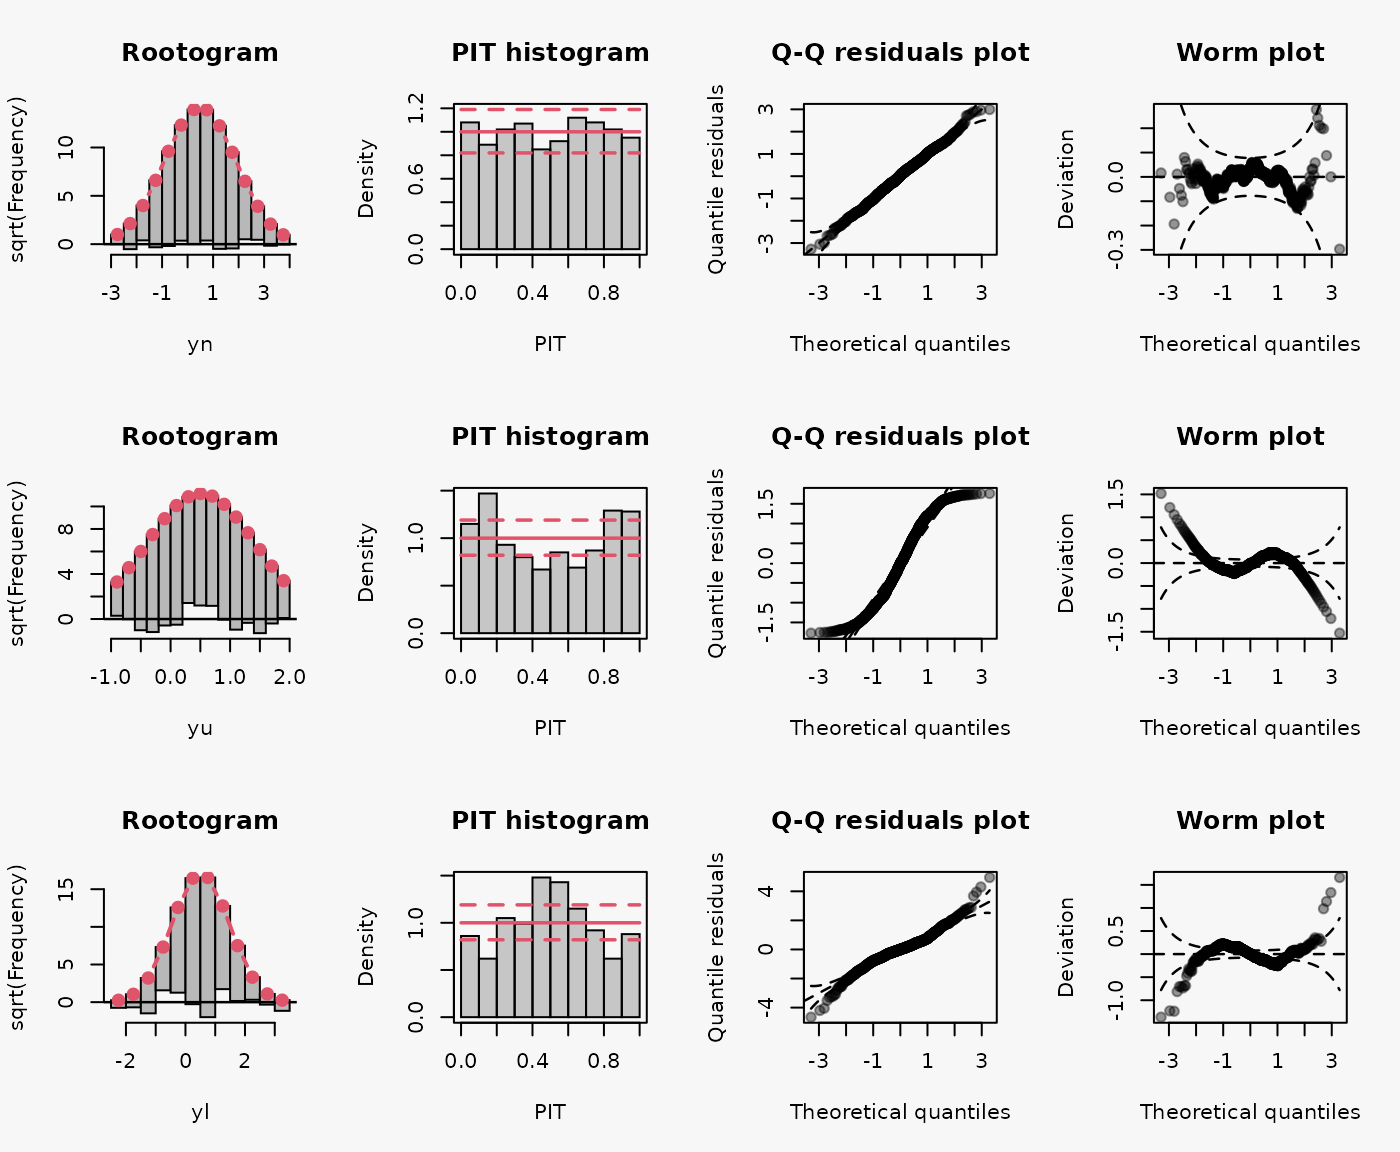 Rootogram PIT histogram Q-Q residuals plot Worm plot
sqrt(Frequency)
0 5 10
-3 -1 1 3
yn
Density
0.0 0.6 1.2
0.0 0.4 0.8
PIT
Quantile residuals
-3 -1 1 3
-3 -1 1 3
Theoretical quantiles
Deviation
-0.3 0.0
-3 -1 1 3
Theoretical quantiles
Rootogram PIT histogram Q-Q residuals plot Worm plot
sqrt(Frequency)
0 4 8
-1.0 0.0 1.0 2.0
yu
Density
0.0 1.0
0.0 0.4 0.8
PIT
Quantile residuals
-1.5 0.0 1.5
-3 -1 1 3
Theoretical quantiles
Deviation
-1.5 0.0 1.5
-3 -1 1 3
Theoretical quantiles
Rootogram PIT histogram Q-Q residuals plot Worm plot
sqrt(Frequency)
0 5 15
-2 0 2
yl
Density
0.0 1.0
0.0 0.4 0.8
PIT
Quantile residuals
-4 0 4
-3 -1 1 3
Theoretical quantiles
Deviation
-1.0 0.5
-3 -1 1 3
Theoretical quantiles